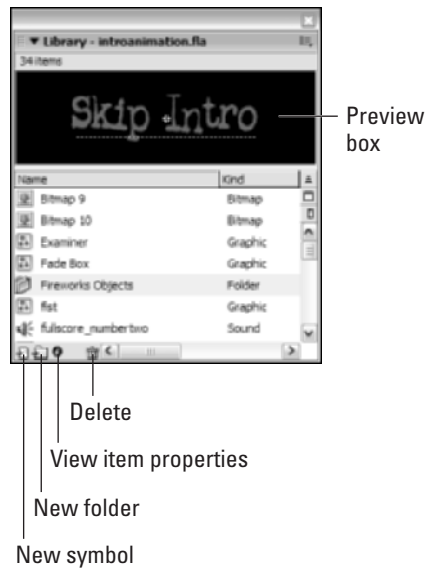 Library - introanimation.fla
34 items
Skip Intro
Preview
box
Name Kind
Bitmap 9 Bitmap
Bitmap 10 Bitmap
Examiner Graphic
Fade Box Graphic
Fireworks Objects Folder
fist Graphic
fullscore_numbertwo Sound
Delete
View item properties
New folder
New symbol